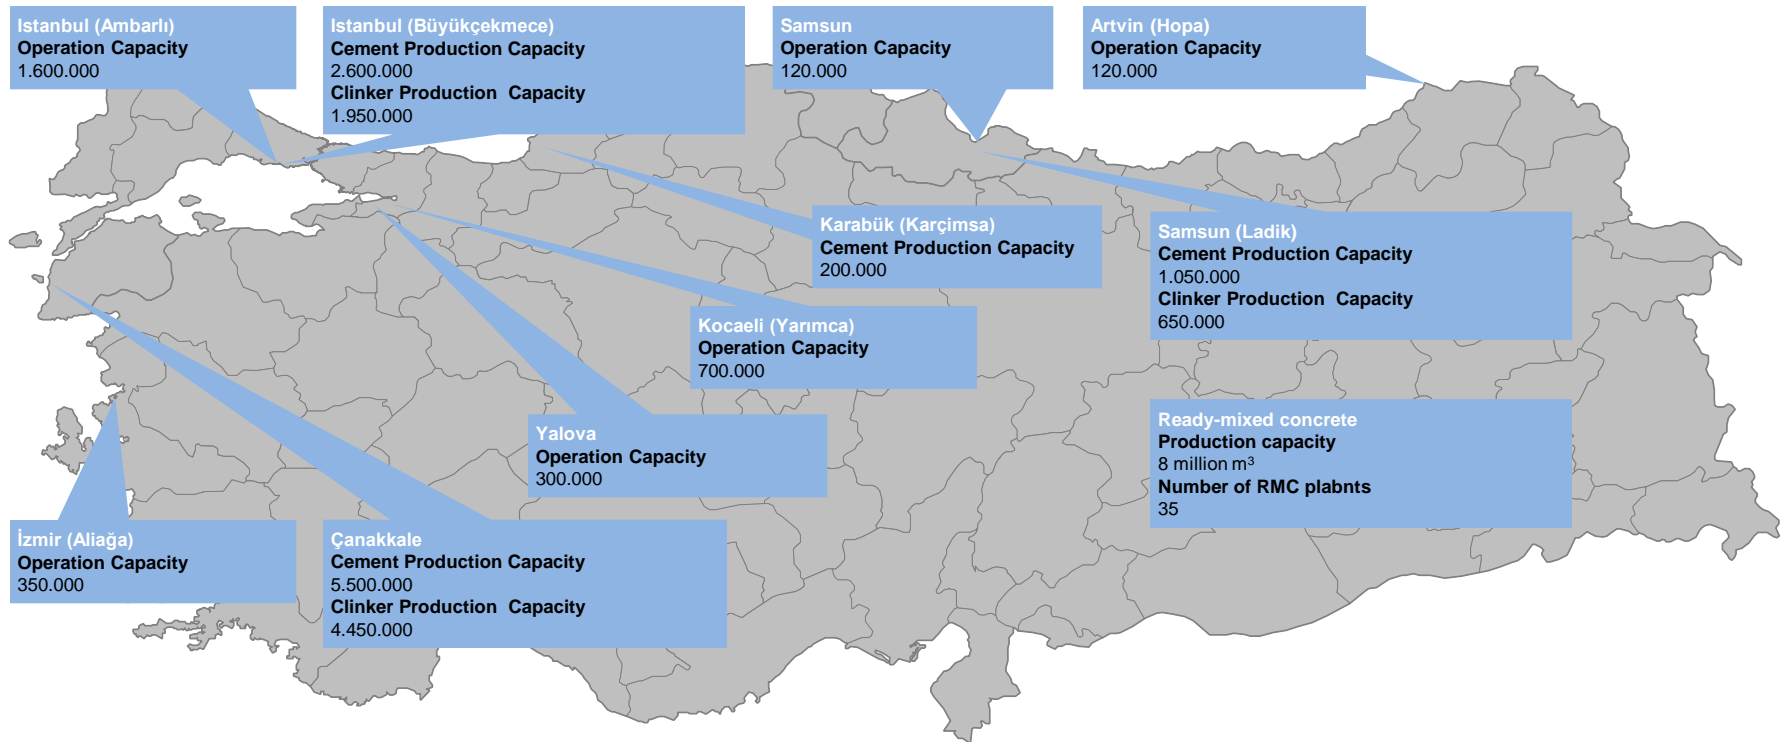 Istanbul (Ambarlı)
Operation Capacity
1.600.000
Istanbul (Büyükçekmece)
Cement Production Capacity
2.600.000
Clinker Production  Capacity
1.950.000
Samsun
Operation Capacity
120.000
Artvin (Hopa)
Operation Capacity
120.000
Karabük (Karçimsa)
Cement Production Capacity
200.000
Samsun (Ladik)
Cement Production Capacity
1.050.000
Clinker Production  Capacity
650.000
Kocaeli (Yarımca)
Operation Capacity
700.000
Yalova
Operation Capacity
300.000
Ready-mixed concrete
Production capacity
8 million m³
Number of RMC plabnts
35
İzmir (Aliağa)
Operation Capacity
350.000
Çanakkale
Cement Production Capacity
5.500.000
Clinker Production  Capacity
4.450.000